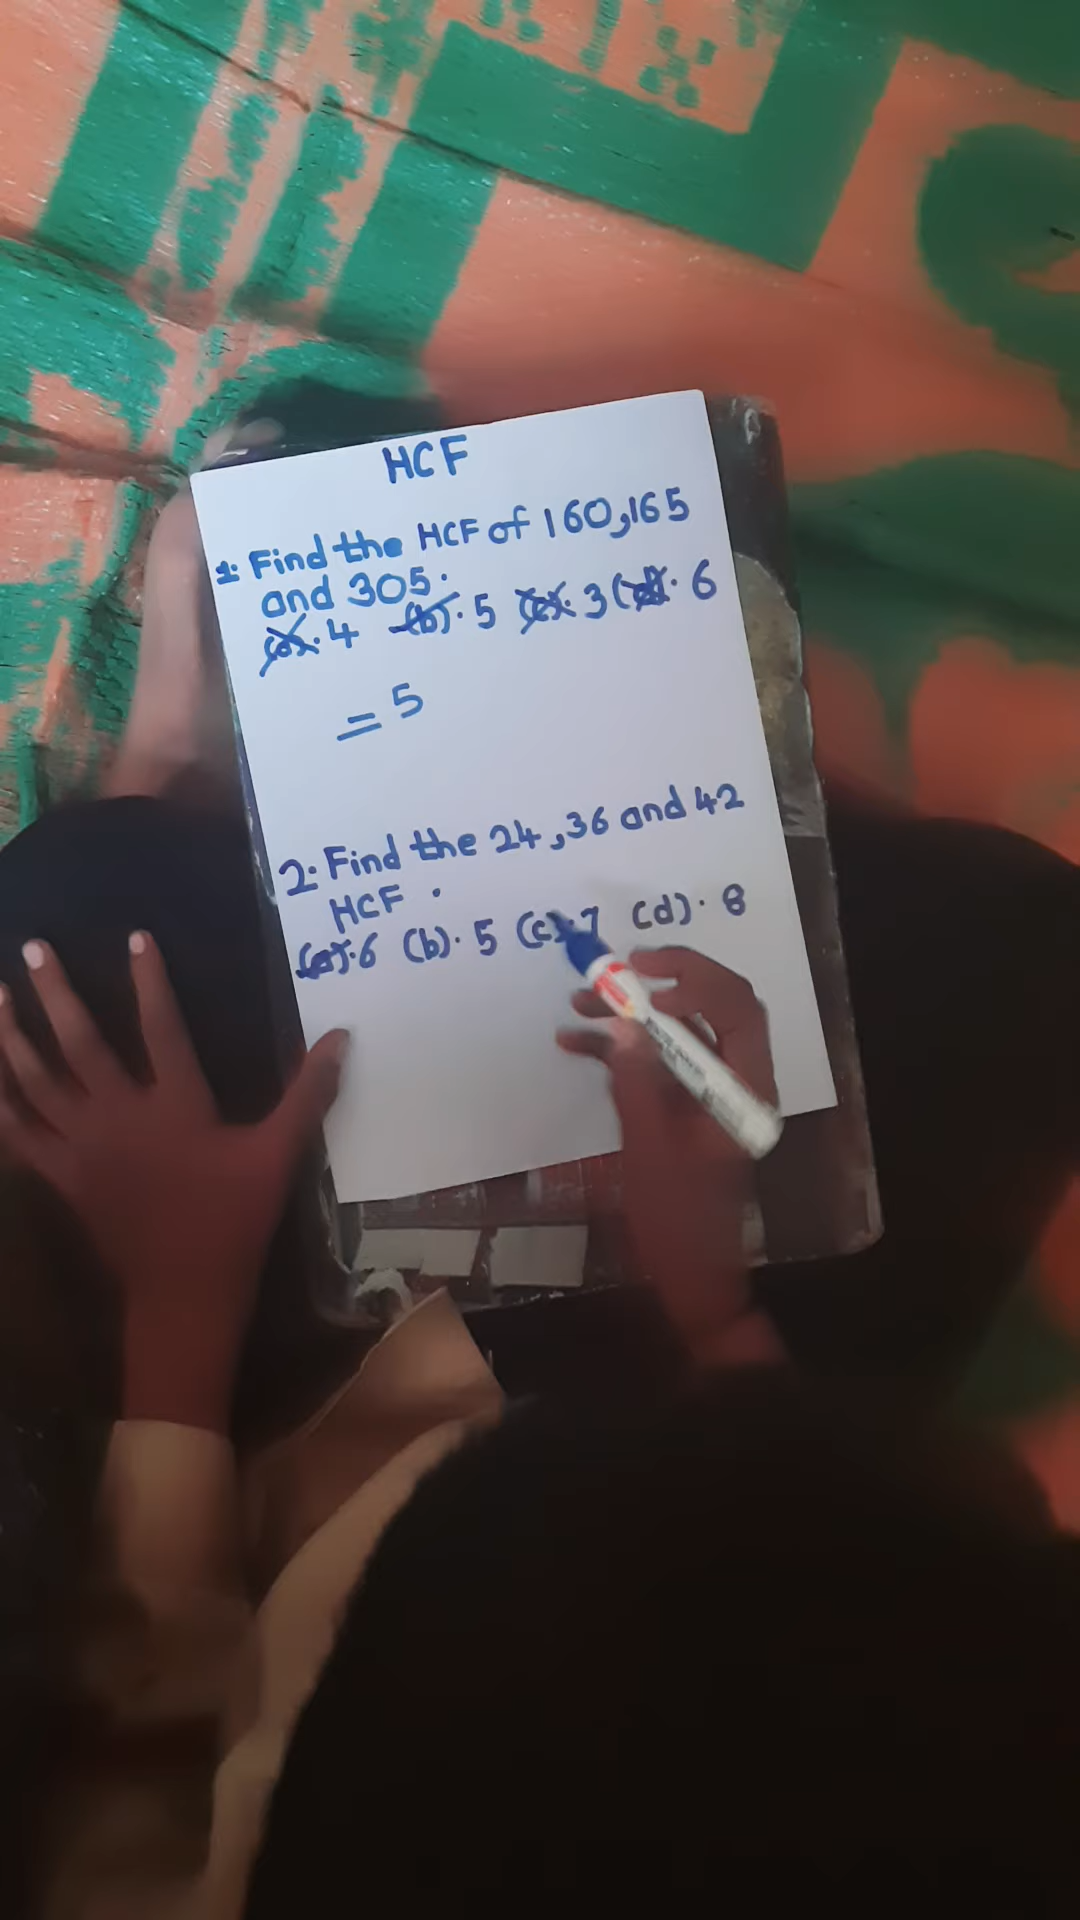 HCF
1. Find the HCF of 160,165
and 305.
(a). 4 (b). 5 (c). 3 (d). 6
= 5
2. Find the 24, 36 and 42
HCF.
(a). 6 (b). 5 (c). 7 (d). 8